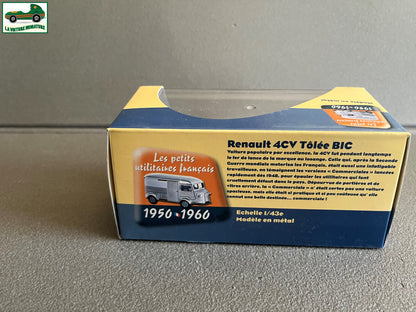 LA VOITURE MINIATURE
Renault 4CV Tôlée BIC
Voiture populaire par excellence, la 4CV fut pendant longtemps
le fer de lance de la marque au losange. Celle qui, après la Seconde
Guerre mondiale motorisa les Français, était aussi une infatigable
travailleuse, en témoignent les versions « Commerciale » lancées
rapidement dès 1948, pour épauler les utilitaires qui font
cruellement défaut dans le pays. Dépourvue de portières et de
vitres arrière, la « Commerciale » n'était certes pas une voiture
spacieuse, mais elle était si pratique et si peu coûteuse qu'elle
connut une belle destinée... commerciale !
Echelle 1/43e
Modèle en métal
Les petits
utilitaires français
1950 • 1960
1950•1960